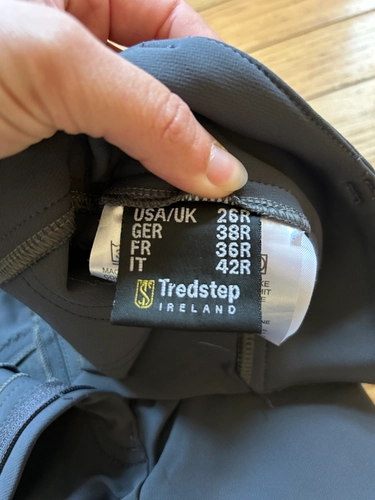 USA/UK 26R
GER 38R
FR 36R
IT 42R
Tredstep
IRELAND